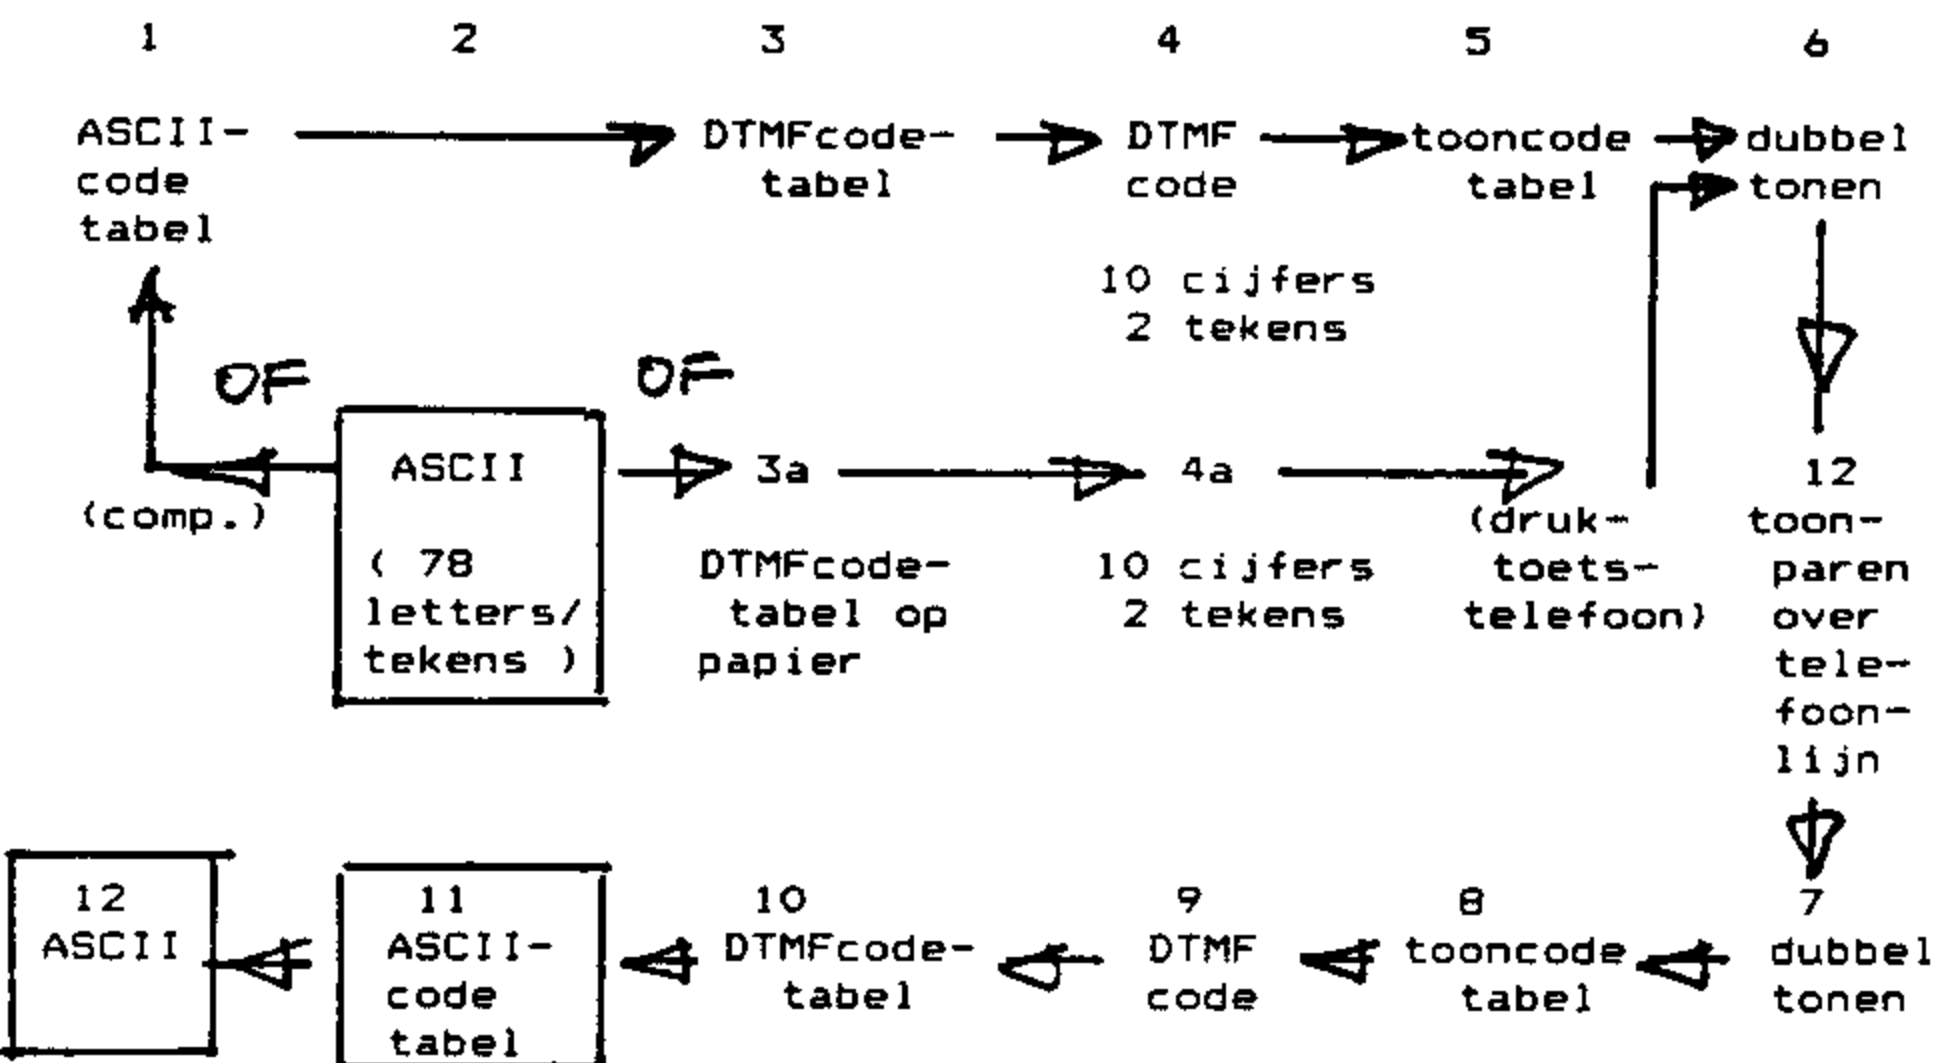 1 2 3 4 5 6
ASCII- DTMFcode- DTMF tooncode dubbel
code tabel code tabel tonen
tabel
10 cijfers
2 tekens
OF OF
ASCII 3a 4a 12
(comp.) (druk- toon-
( 78 DTMFcode- 10 cijfers toets- paren
letters/ tabel op 2 tekens telefoon) over
tekens ) papier tele-
foon-
lijn
12 11 10 9 8 7
ASCII ASCII- DTMFcode- DTMF tooncode dubbel
code tabel code tabel tonen
tabel